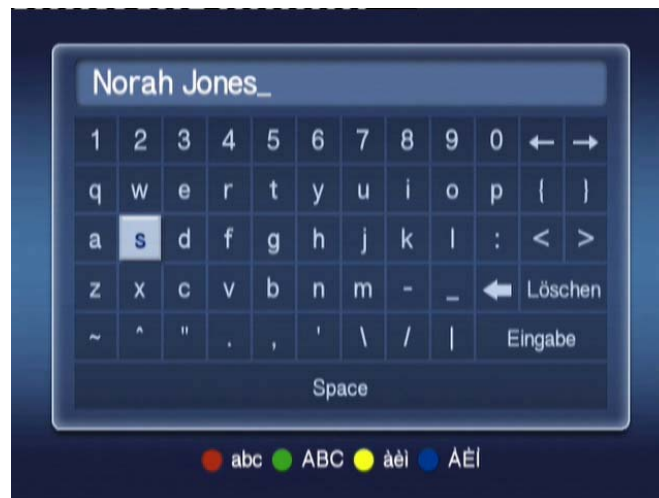 Norah Jones_
1 2 3 4 5 6 7 8 9 0 ← →
q w e r t y u i o p { }
a s d f g h j k l : < >
z x c v b n m - _ ← Löschen
~ ^ " . , ' \ / | Eingabe
Space
abc ABC àèì ÀÈÍ